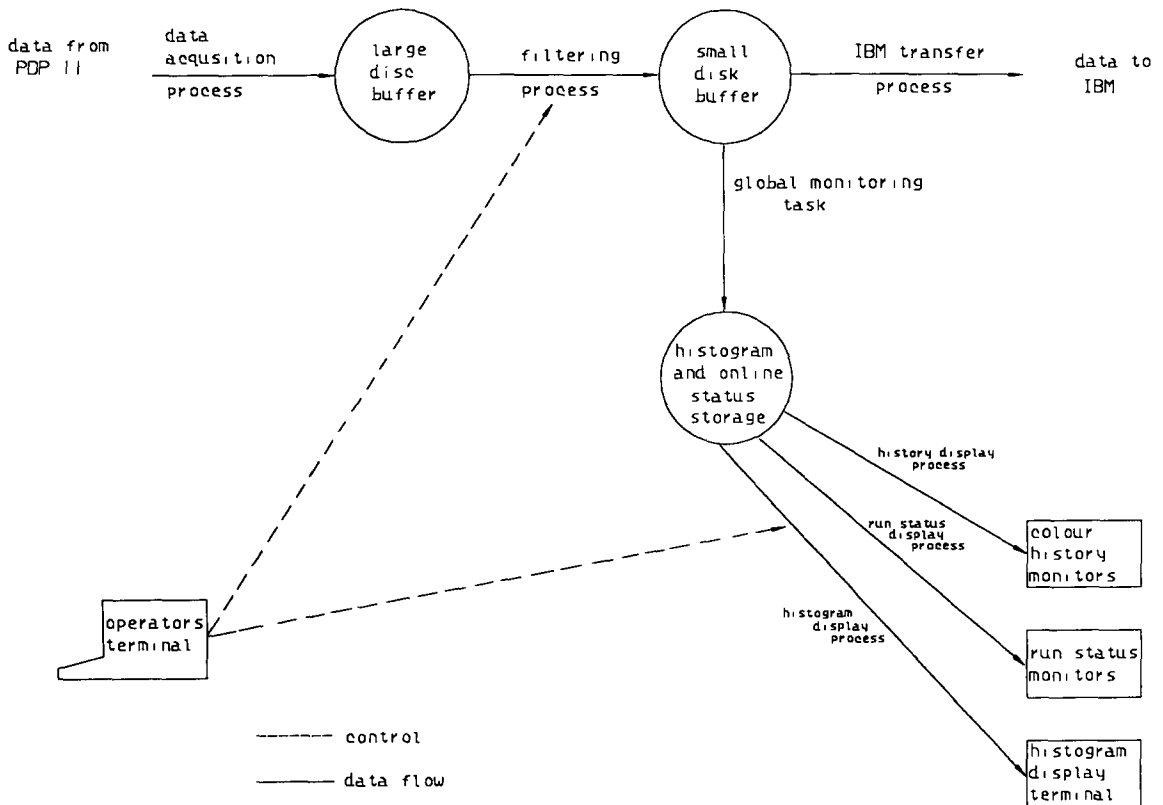 data from
PDP 11
data
acqusition
process
large
disc
buffer
filtering
process
small
disk
buffer
IBM transfer
process
data to
IBM
global monitoring
task
histogram
and online
status
storage
history display
process
run status
display
process
histogram
display
process
colour
history
monitors
operators
terminal
run status
monitors
control
data flow
histogram
display
terminal